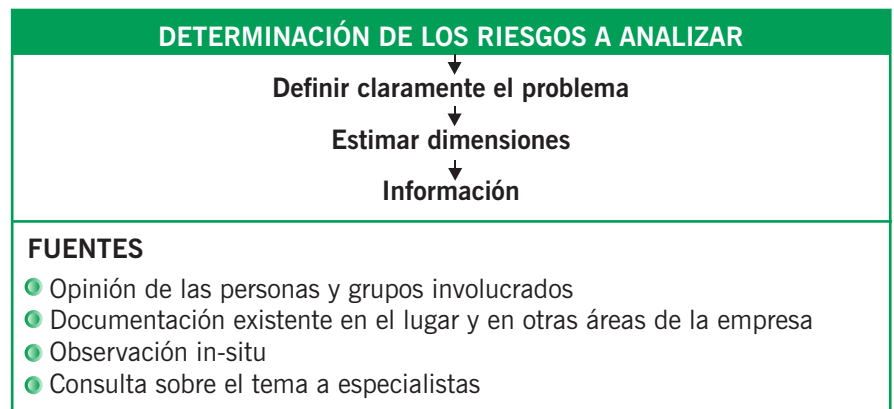 DETERMINACIÓN DE LOS RIESGOS A ANALIZAR
Definir claramente el problema
Estimar dimensiones
Información
FUENTES
Opinión de las personas y grupos involucrados
Documentación existente en el lugar y en otras áreas de la empresa
Observación in-situ
Consulta sobre el tema a especialistas